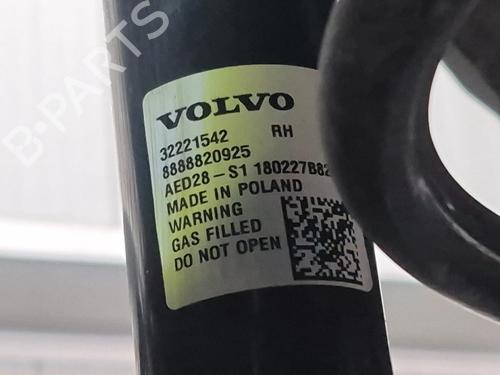 B-PARTS
VOLVO
32221542 RH
8888820925
AED28-S1 180227B82
MADE IN POLAND
WARNING
GAS FILLED
DO NOT OPEN